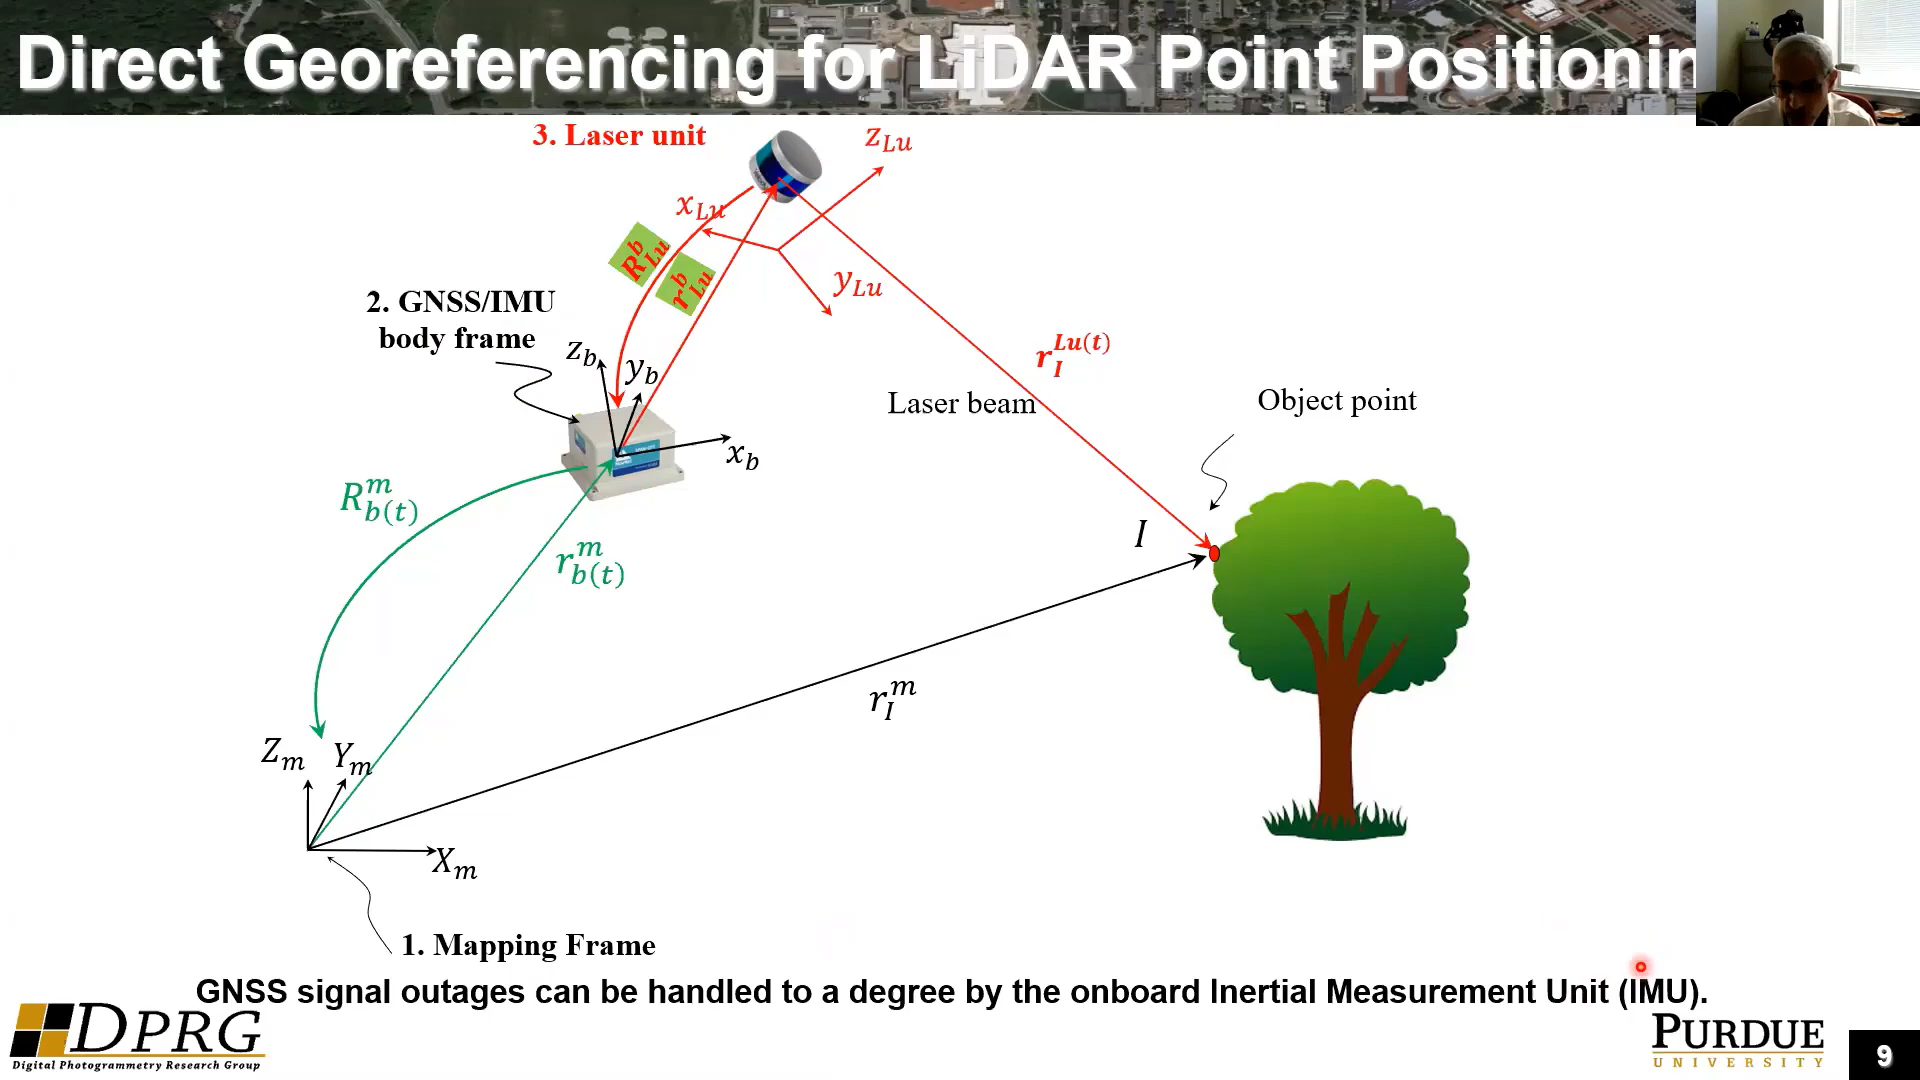 Direct Georeferencing for LiDAR Point Positionin
3. Laser unit
z_Lu
x_Lu
R_Lu^b
r_Lu^b
y_Lu
2. GNSS/IMU
body frame
z_b
y_b
x_b
r_I^Lu(t)
Laser beam
Object point
R_b(t)^m
r_b(t)^m
I
r_I^m
Z_m
Y_m
X_m
1. Mapping Frame
GNSS signal outages can be handled to a degree by the onboard Inertial Measurement Unit (IMU).
DPRG
Digital Photogrammetry Research Group
PURDUE
UNIVERSITY
9